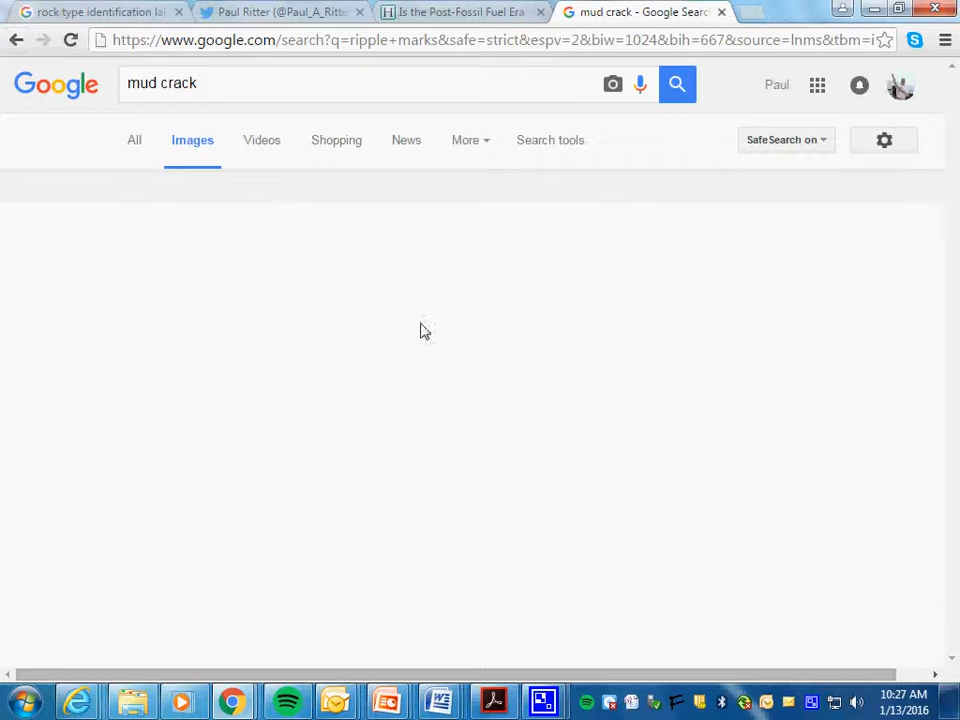 rock type identification la
Paul Ritter (@Paul_A_Ritte
Is the Post-Fossil Fuel Era
mud crack - Google Searc
https://www.google.com/search?q=ripple+marks&safe=strict&espv=2&biw=1024&bih=667&source=lnms&tbm=i
Google
mud crack
Paul
All
Images
Videos
Shopping
News
More
Search tools
SafeSearch on
10:27 AM
1/13/2016